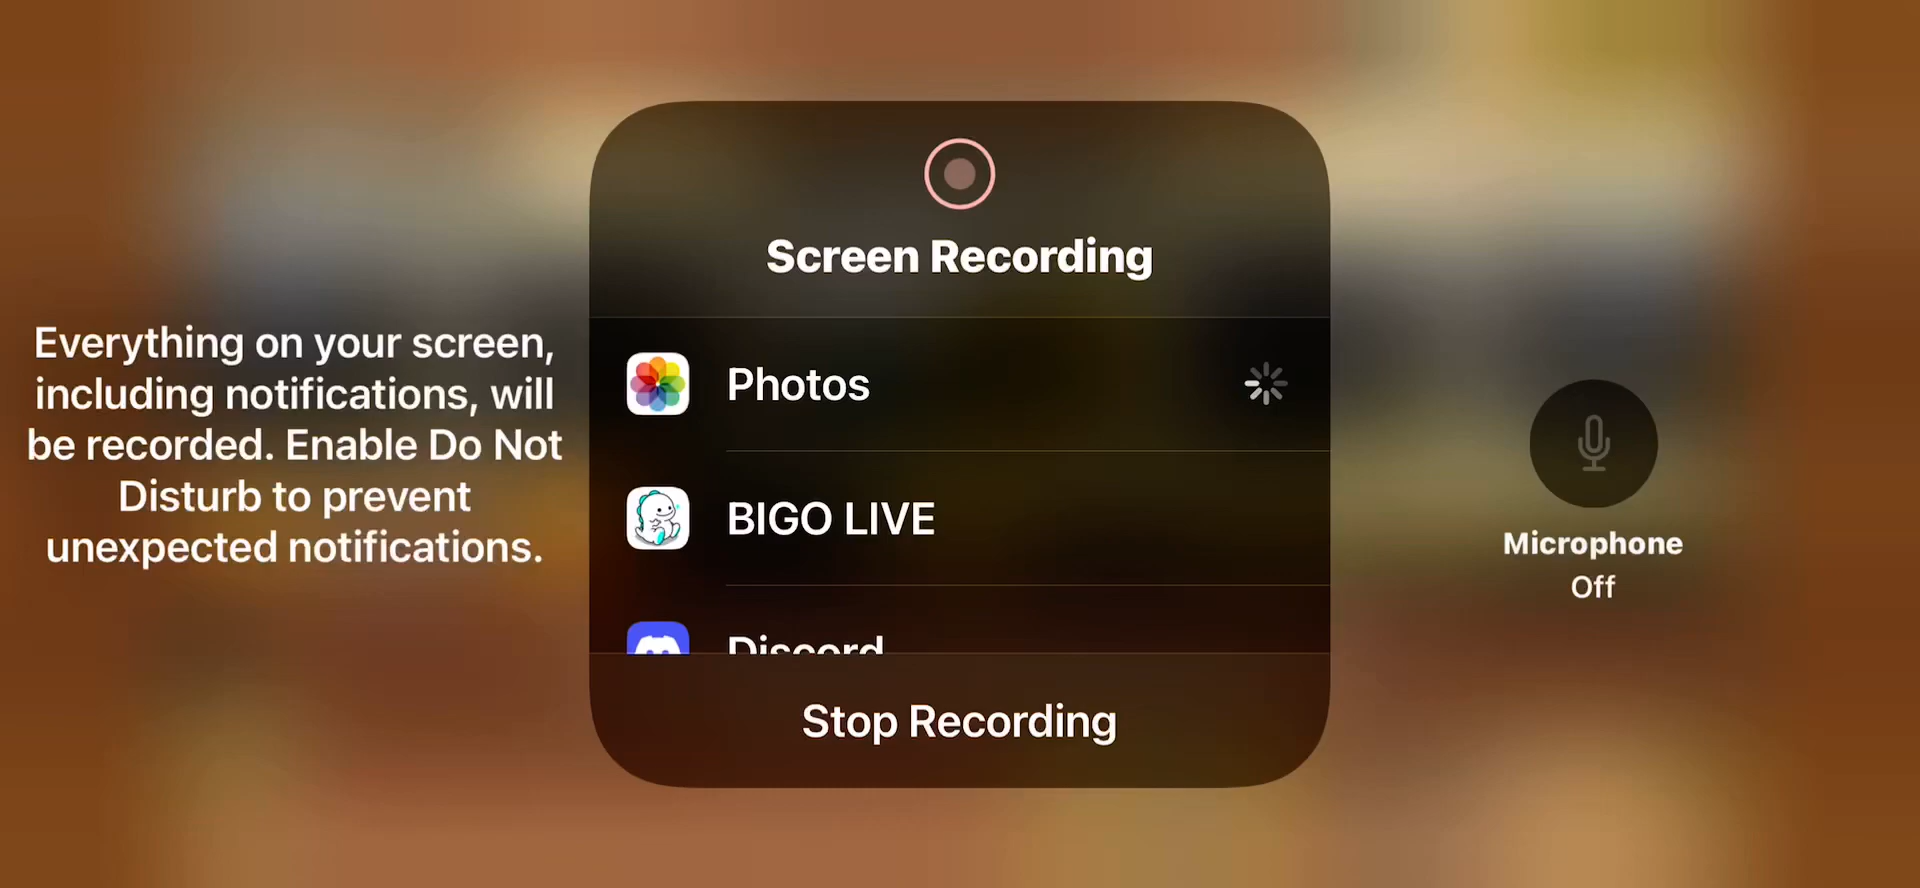 Screen Recording
Everything on your screen,
including notifications, will
be recorded. Enable Do Not
Disturb to prevent
unexpected notifications.
Photos
BIGO LIVE
Discord
Stop Recording
Microphone
Off